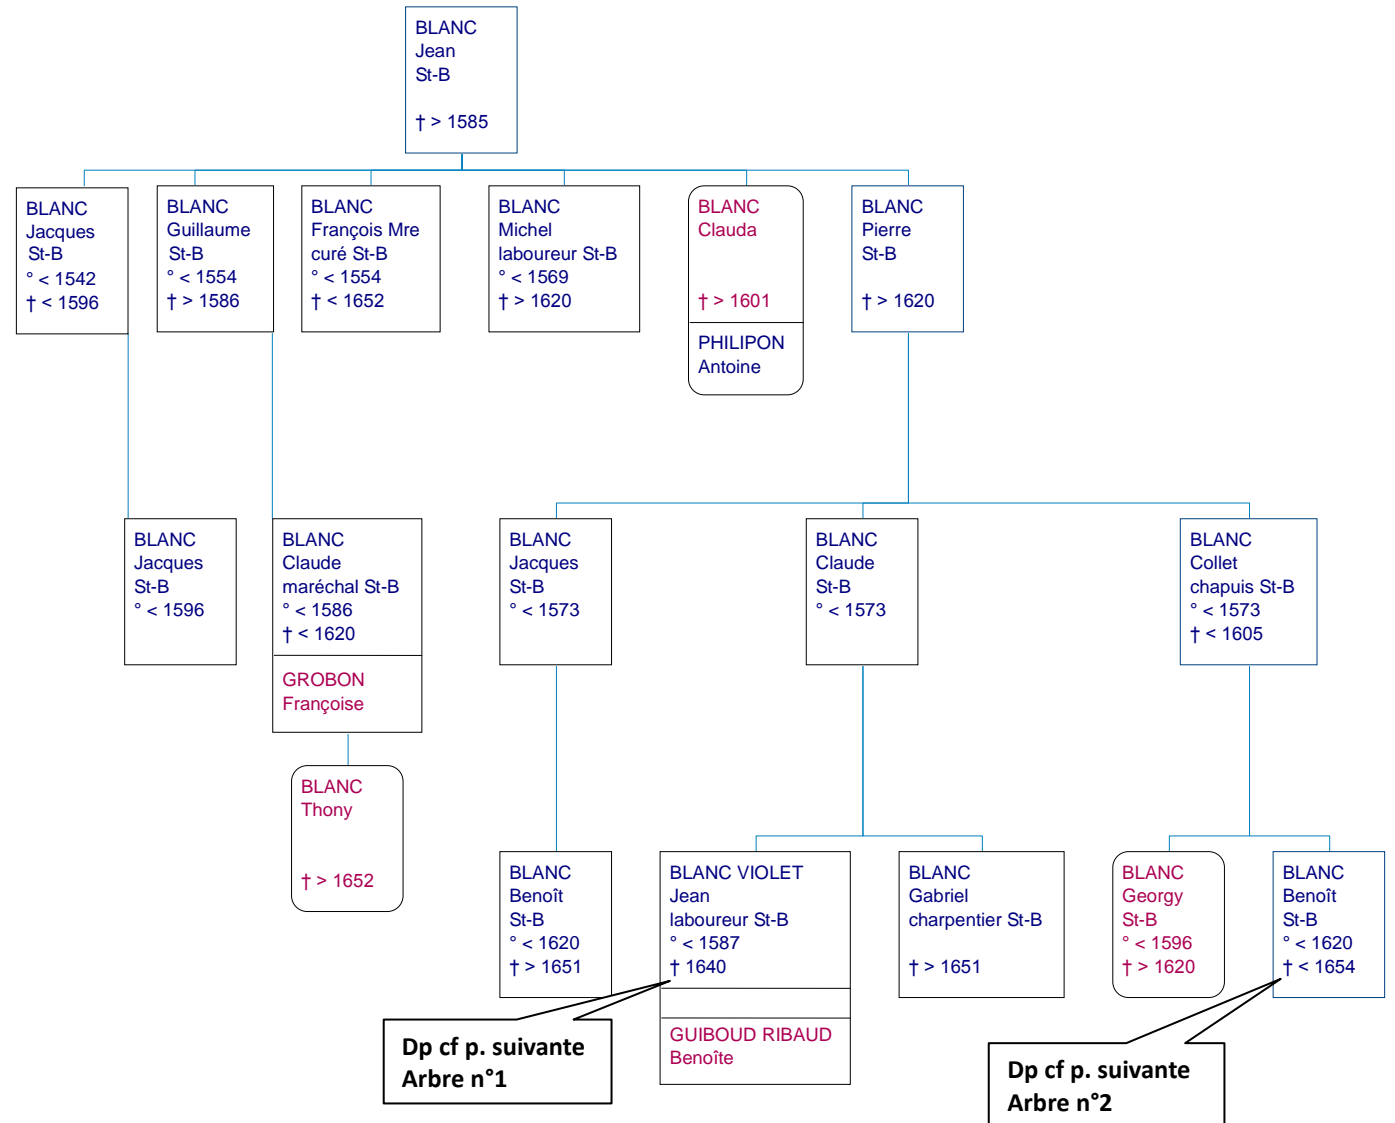 BLANC
Jean
St-B
† > 1585
BLANC
Jacques
St-B
° < 1542
† < 1596
BLANC
Guillaume
St-B
° < 1554
† > 1586
BLANC
François Mre
curé St-B
° < 1554
† < 1652
BLANC
Michel
laboureur St-B
° < 1569
† > 1620
BLANC
Clauda
† > 1601
PHILIPON
Antoine
BLANC
Pierre
St-B
† > 1620
BLANC
Jacques
St-B
° < 1596
BLANC
Claude
maréchal St-B
° < 1586
† < 1620
GROBON
Françoise
BLANC
Jacques
St-B
° < 1573
BLANC
Claude
St-B
° < 1573
BLANC
Collet
chapuis St-B
° < 1573
† < 1605
BLANC
Thony
† > 1652
BLANC
Benoît
St-B
° < 1620
† > 1651
BLANC VIOLET
Jean
laboureur St-B
° < 1587
† 1640
GUIBOUD RIBAUD
Benoîte
BLANC
Gabriel
charpentier St-B
† > 1651
BLANC
Georgy
St-B
° < 1596
† > 1620
BLANC
Benoît
St-B
° < 1620
† < 1654
Dp cf p. suivante
Arbre n°1
Dp cf p. suivante
Arbre n°2